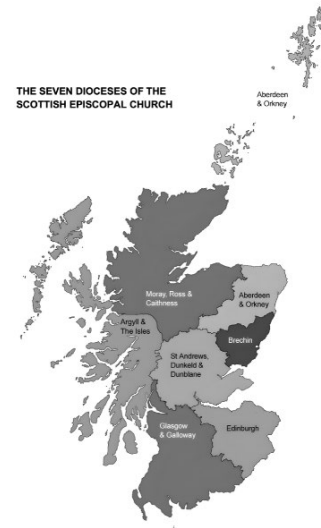 THE SEVEN DIOCESES OF THE
SCOTTISH EPISCOPAL CHURCH
Aberdeen
& Orkney
Moray, Ross &
Caithness
Aberdeen
& Orkney
Argyll &
The Isles
Brechin
St Andrews,
Dunkeld &
Dunblane
Glasgow
& Galloway
Edinburgh